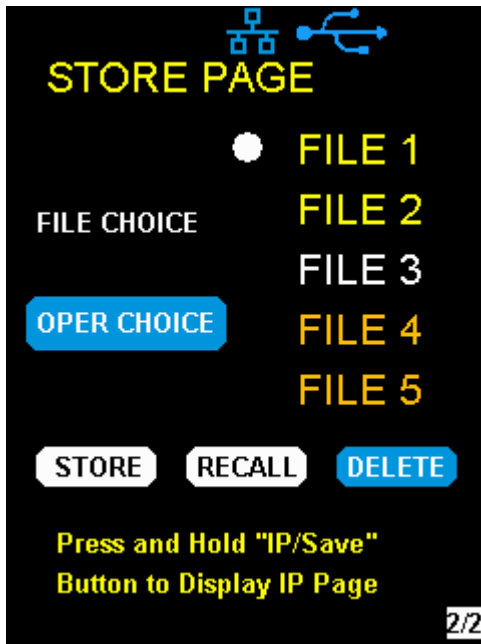 STORE PAGE
FILE 1
FILE 2
FILE CHOICE
FILE 3
OPER CHOICE
FILE 4
FILE 5
STORE RECALL DELETE
Press and Hold "IP/Save"
Button to Display IP Page
2/2